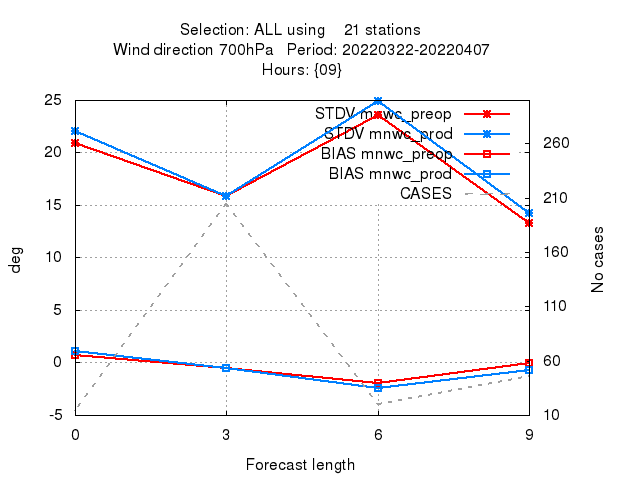 Selection: ALL using    21 stations
Wind direction 700hPa   Period: 20220322-20220407
Hours: {09}
25
20
15
10
5
0
-5
deg
STDV mnwc_preop
STDV mnwc_prod
BIAS mnwc_preop
BIAS mnwc_prod
CASES
260
210
160
110
60
10
No cases
0 3 6 9
Forecast length